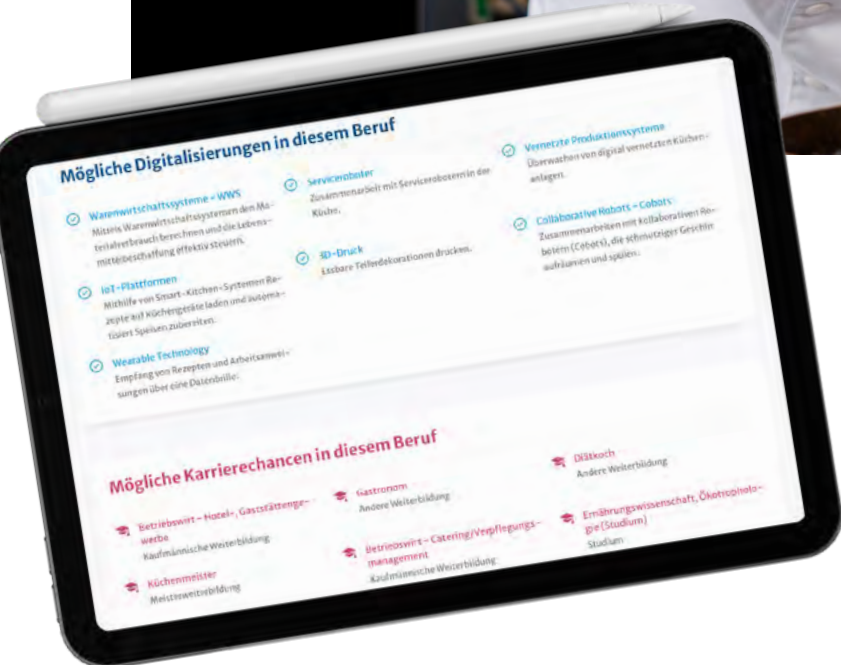 Mögliche Digitalisierungen in diesem Beruf
Warenwirtschaftssysteme - WWS
Mittels Warenwirtschaftssystemen den Ma-
terialverbrauch berechnen und die Lebens-
mittelbeschaffung effektiv steuern.
Serviceroboter
Zusammenarbeit mit Servicerobotern in der
Küche.
Vernetzte Produktionssysteme
Überwachen von digital vernetzten Küchen-
anlagen.
IoT-Plattformen
Mithilfe von Smart-Kitchen-Systemen Re-
zepte auf Küchengeräte laden und automa-
tisiert Speisen zubereiten.
3D-Druck
Essbare Tellerdekorationen drucken.
Collaborative Robots - Cobots
Zusammenarbeiten mit kollaborativen Ro-
botern (Cobots), die schmutziges Geschirr
aufräumen und spülen.
Wearable Technology
Empfang von Rezepten und Arbeitsanwei-
sungen über eine Datenbrille.
Mögliche Karrierechancen in diesem Beruf
Betriebswirt - Hotel-, Gaststättenge-
werbe
Kaufmännische Weiterbildung
Gastronom
Andere Weiterbildung
Diätkoch
Andere Weiterbildung
Küchenmeister
Meisterweiterbildung
Betriebswirt - Catering/Verpflegungs-
management
Kaufmännische Weiterbildung
Ernährungswissenschaft, Ökotropholo-
gie (Studium)
Studium